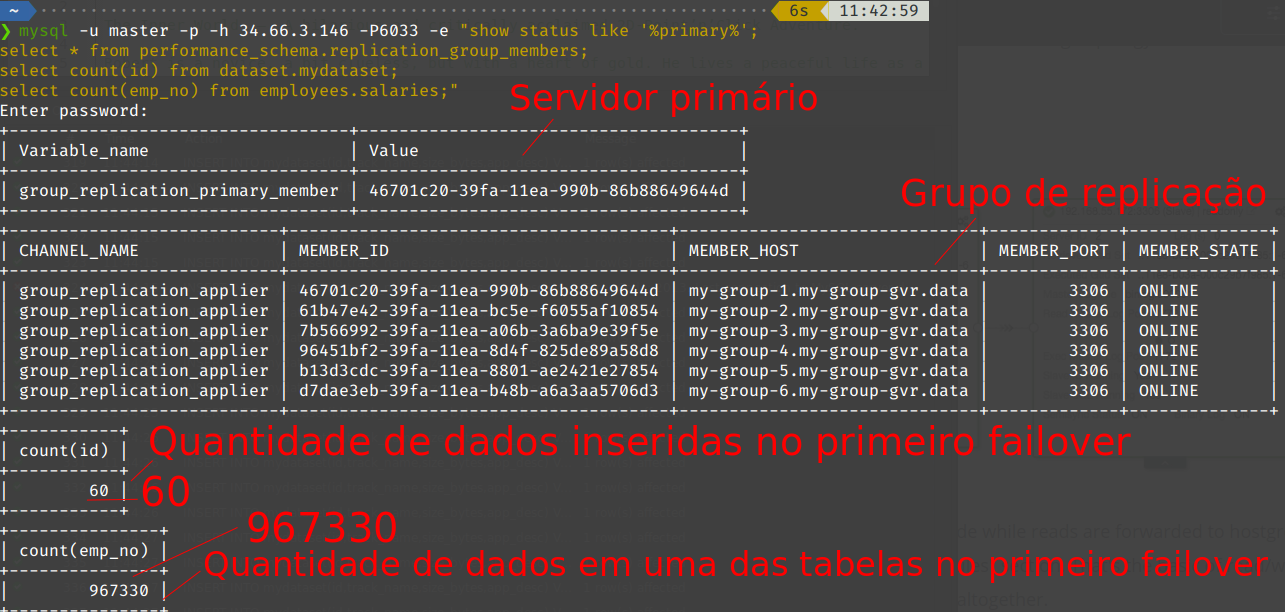 ~ 6s 11:42:59
❯ mysql -u master -p -h 34.66.3.146 -P6033 -e "show status like '%primary%';
select * from performance_schema.replication_group_members;
select count(id) from dataset.mydataset;
select count(emp_no) from employees.salaries;"
Enter password:
Servidor primário
+----------------------------------+--------------------------------------+
| Variable_name | Value |
| group_replication_primary_member | 46701c20-39fa-11ea-990b-86b88649644d |
Grupo de replicação
| CHANNEL_NAME | MEMBER_ID | MEMBER_HOST | MEMBER_PORT | MEMBER_STATE |
| group_replication_applier | 46701c20-39fa-11ea-990b-86b88649644d | my-group-1.my-group-gvr.data | 3306 | ONLINE |
| group_replication_applier | 61b47e42-39fa-11ea-bc5e-f6055af10854 | my-group-2.my-group-gvr.data | 3306 | ONLINE |
| group_replication_applier | 7b566992-39fa-11ea-a06b-3a6ba9e39f5e | my-group-3.my-group-gvr.data | 3306 | ONLINE |
| group_replication_applier | 96451bf2-39fa-11ea-8d4f-825de89a58d8 | my-group-4.my-group-gvr.data | 3306 | ONLINE |
| group_replication_applier | b13d3cdc-39fa-11ea-8801-ae2421e27854 | my-group-5.my-group-gvr.data | 3306 | ONLINE |
| group_replication_applier | d7dae3eb-39fa-11ea-b48b-a6a3aa5706d3 | my-group-6.my-group-gvr.data | 3306 | ONLINE |
Quantidade de dados inseridas no primeiro failover
| count(id) |
| 60 | 60
967330
| count(emp_no) |
Quantidade de dados em uma das tabelas no primeiro failover
| 967330 |
de while reads are forwarded to hostgr
altogether